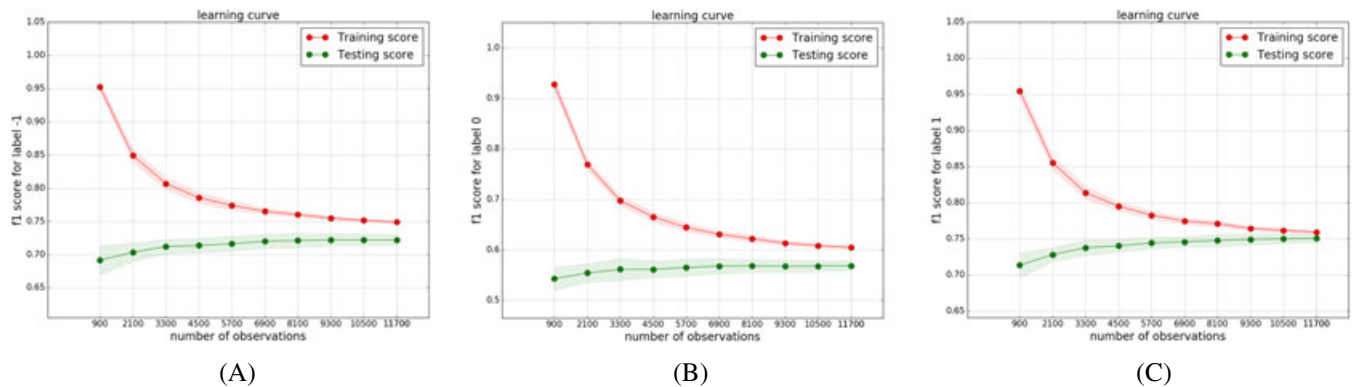 learning curve
f1 score for label -1
1.05
1.00
0.95
0.90
0.85
0.80
0.75
0.70
0.65
Training score
Testing score
900 2100 3300 4500 5700 6900 8100 9300 10500 11700
number of observations
(A)
learning curve
f1 score for label 0
1.0
0.9
0.8
0.7
0.6
0.5
Training score
Testing score
900 2100 3300 4500 5700 6900 8100 9300 10500 11700
number of observations
(B)
learning curve
f1 score for label 1
1.05
1.00
0.95
0.90
0.85
0.80
0.75
0.70
0.65
Training score
Testing score
900 2100 3300 4500 5700 6900 8100 9300 10500 11700
number of observations
(C)